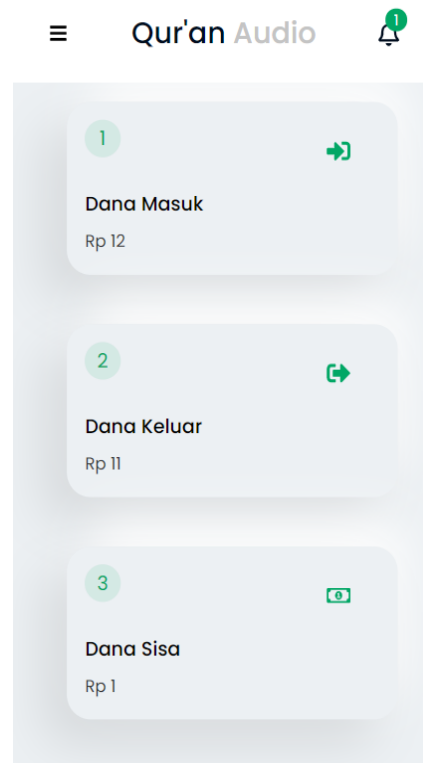 Qur'an Audio
1
1
Dana Masuk
Rp 12
2
Dana Keluar
Rp 11
3
Dana Sisa
Rp 1